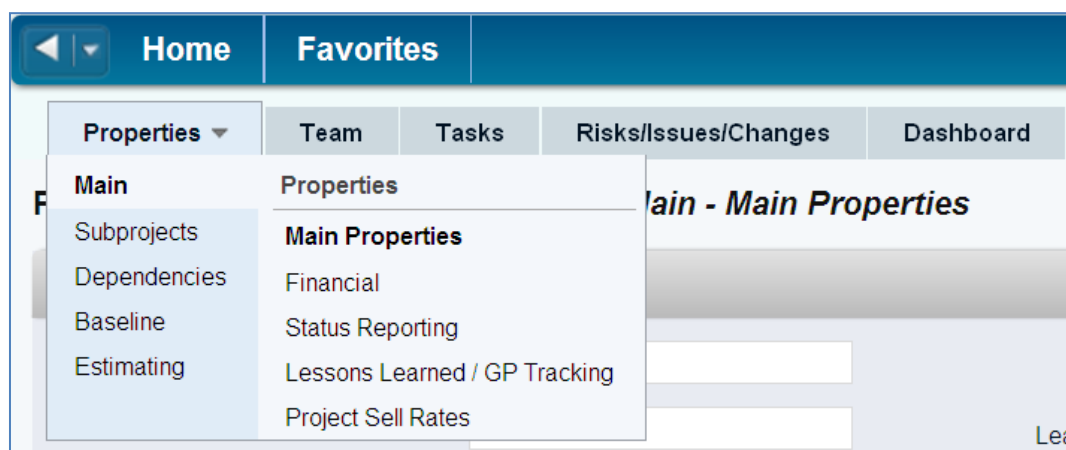 Home Favorites
Properties Team Tasks Risks/Issues/Changes Dashboard
Main Properties
- Main Properties
Subprojects Main Properties
Dependencies Financial
Baseline Status Reporting
Estimating Lessons Learned / GP Tracking
Project Sell Rates